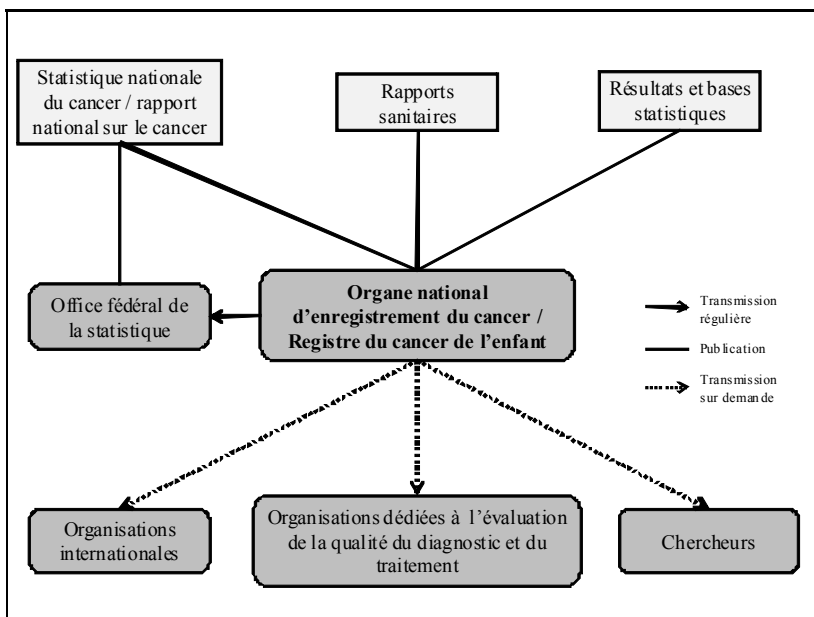 Statistique nationale
du cancer / rapport
national sur le cancer
Rapports
sanitaires
Résultats et bases
statistiques
Office fédéral de
la statistique
Organe national
d'enregistrement du cancer /
Registre du cancer de l'enfant
Transmission
régulière
Publication
Transmission
sur demande
Organisations
internationales
Organisations dédiées à l'évaluation
de la qualité du diagnostic et du
traitement
Chercheurs